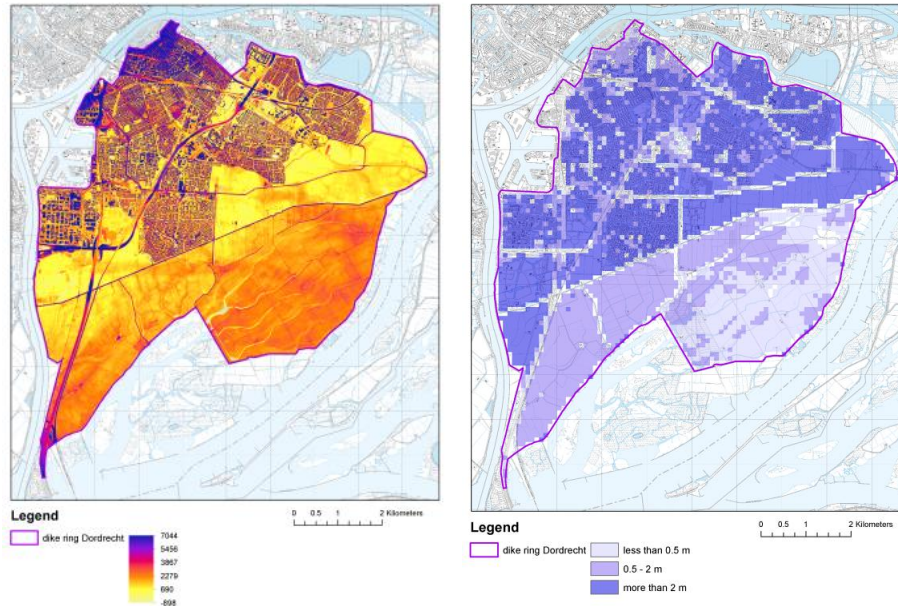 Legend
dike ring Dordrecht
7044
5456
3867
2279
690
-898
0 0.5 1 2 Kilometers
Legend
dike ring Dordrecht
less than 0.5 m
0.5 - 2 m
more than 2 m
0 0.5 1 2 Kilometers